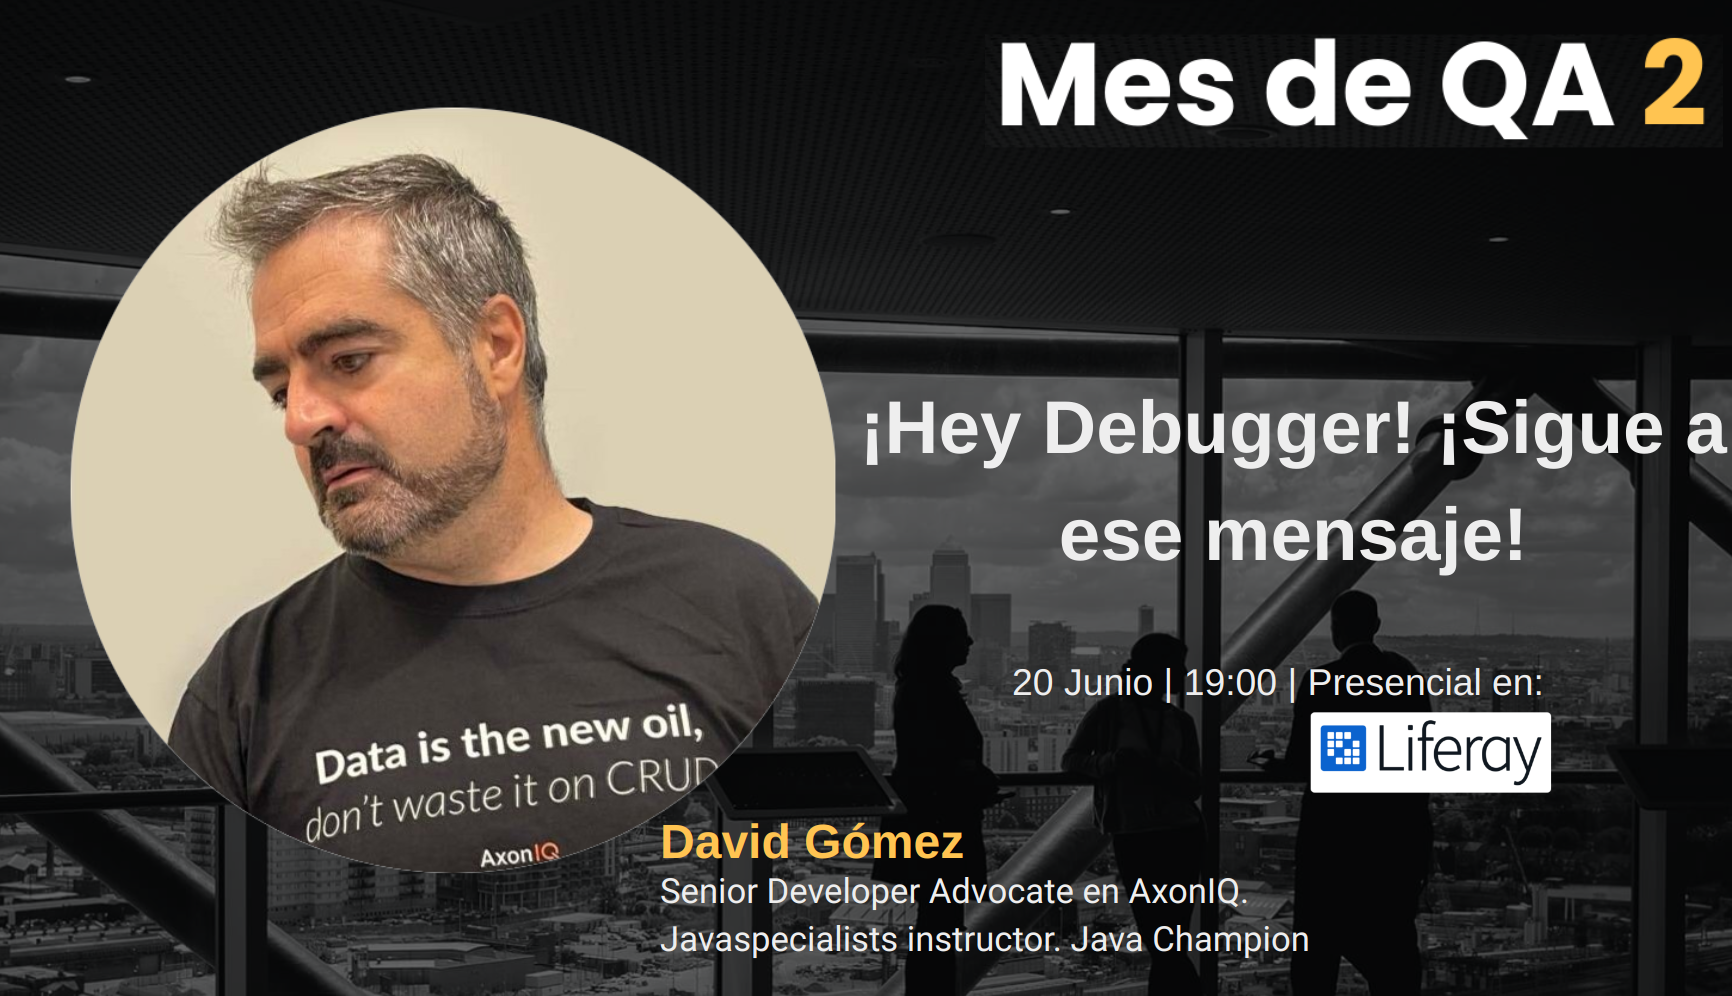 Mes de QA 2
¡Hey Debugger! ¡Sigue a
ese mensaje!
20 Junio | 19:00 | Presencial en:
Liferay
Data is the new oil,
don't waste it on CRUD
AxonIQ
David Gómez
Senior Developer Advocate en AxonIQ.
Javaspecialists instructor. Java Champion